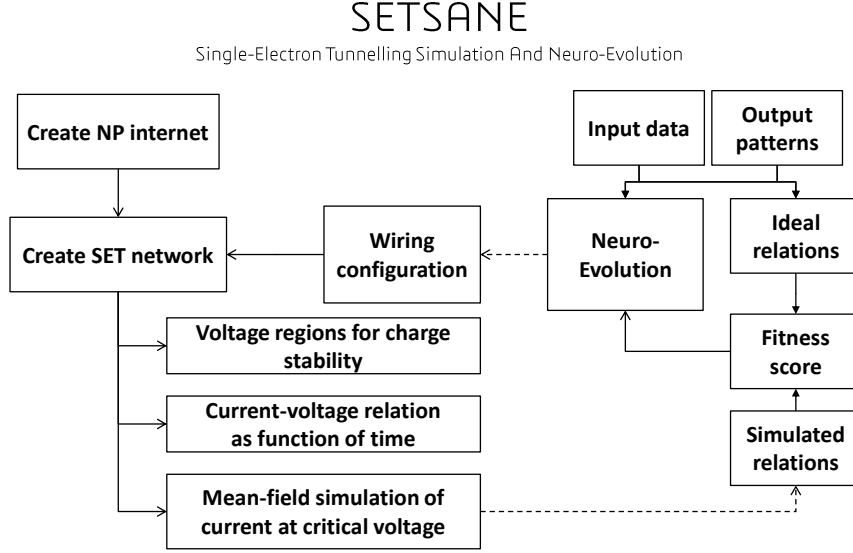 SETSANE
Single-Electron Tunnelling Simulation And Neuro-Evolution
Create NP internet
Input data
Output
patterns
Create SET network
Wiring
configuration
Neuro-
Evolution
Ideal
relations
Voltage regions for charge
stability
Fitness
score
Current-voltage relation
as function of time
Simulated
relations
Mean-field simulation of
current at critical voltage